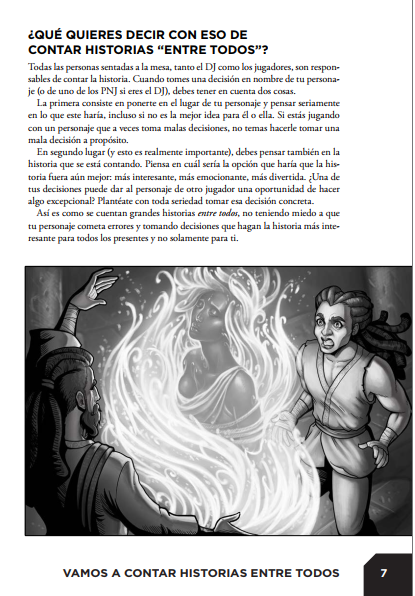 ¿QUÉ QUIERES DECIR CON ESO DE
CONTAR HISTORIAS “ENTRE TODOS”?
Todas las personas sentadas a la mesa, tanto el DJ como los jugadores, son respon-
sables de contar la historia. Cuando tomes una decisión en nombre de tu persona-
je (o de uno de los PNJ si eres el DJ), debes tener en cuenta dos cosas.
La primera consiste en ponerte en el lugar de tu personaje y pensar seriamente
en lo que este haría, incluso si no es la mejor idea para él o ella. Si estás jugando
con un personaje que a veces toma malas decisiones, no temas hacerle tomar una
mala decisión a propósito.
En segundo lugar (y esto es realmente importante), debes pensar también en la
historia que se está contando. Piensa en cuál sería la opción que haría que la his-
toria fuera aún mejor: más interesante, más emocionante, más divertida. ¿Una de
tus decisiones puede dar al personaje de otro jugador una oportunidad de hacer
algo excepcional? Plantéate con toda seriedad tomar esa decisión concreta.
Así es como se cuentan grandes historias entre todos, no teniendo miedo a que
tu personaje cometa errores y tomando decisiones que hagan la historia más inte-
resante para todos los presentes y no solamente para ti.
VAMOS A CONTAR HISTORIAS ENTRE TODOS
7